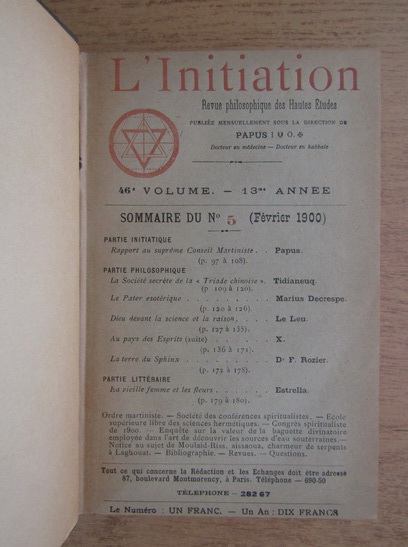 L'Initiation
Revue philosophique des Hautes Etudes
PUBLIÉE MENSUELLEMENT SOUS LA DIRECTION DE
PAPUS
Docteur en médecine — Docteur en kabbale
46e VOLUME. — 13me ANNÉE
SOMMAIRE DU No 5 (Février 1900)
PARTIE INITIATIQUE
Rapport au suprême Conseil Martiniste . . Papus.
(p. 97 à 108).
PARTIE PHILOSOPHIQUE
La Société secrète de la « Triade chinoise ». Tidianeuq.
(p. 109 à 120).
Le Pater ésotérique . . . . . . . . . Marius Decrespe.
(p. 120 à 126).
Dieu devant la science et la raison. . . . Le Leu.
(p. 127 à 135).
Au pays des Esprits (suite) . . . . . . X.
(p. 136 à 171).
La terre du Sphinx . . . . . . . . . Dr F. Rozier.
(p. 172 à 178).
PARTIE LITTÉRAIRE
La vieille femme et les fleurs . . . . . . Estrella.
(p. 179 à 180).
Ordre martiniste. — Société des conférences spiritualistes. — Ecole
supérieure libre des sciences hermétiques. — Congrès spiritualiste
de 1900. — Enquête sur la valeur de la baguette divinatoire
employée dans l'art de découvrir les sources d'eau souterraines. —
Notice au sujet de Moulaïd-Riss, aissaoua, charmeur de serpents
à Laghouat. — Bibliographie. — Revues. — Questions.
Tout ce qui concerne la Rédaction et les Echanges doit être adressé
87, boulevard Montmorency, à Paris. Téléphone — 690-50
TÉLÉPHONE — 282 67
Le Numéro : UN FRANC. — Un An : DIX FRANCS